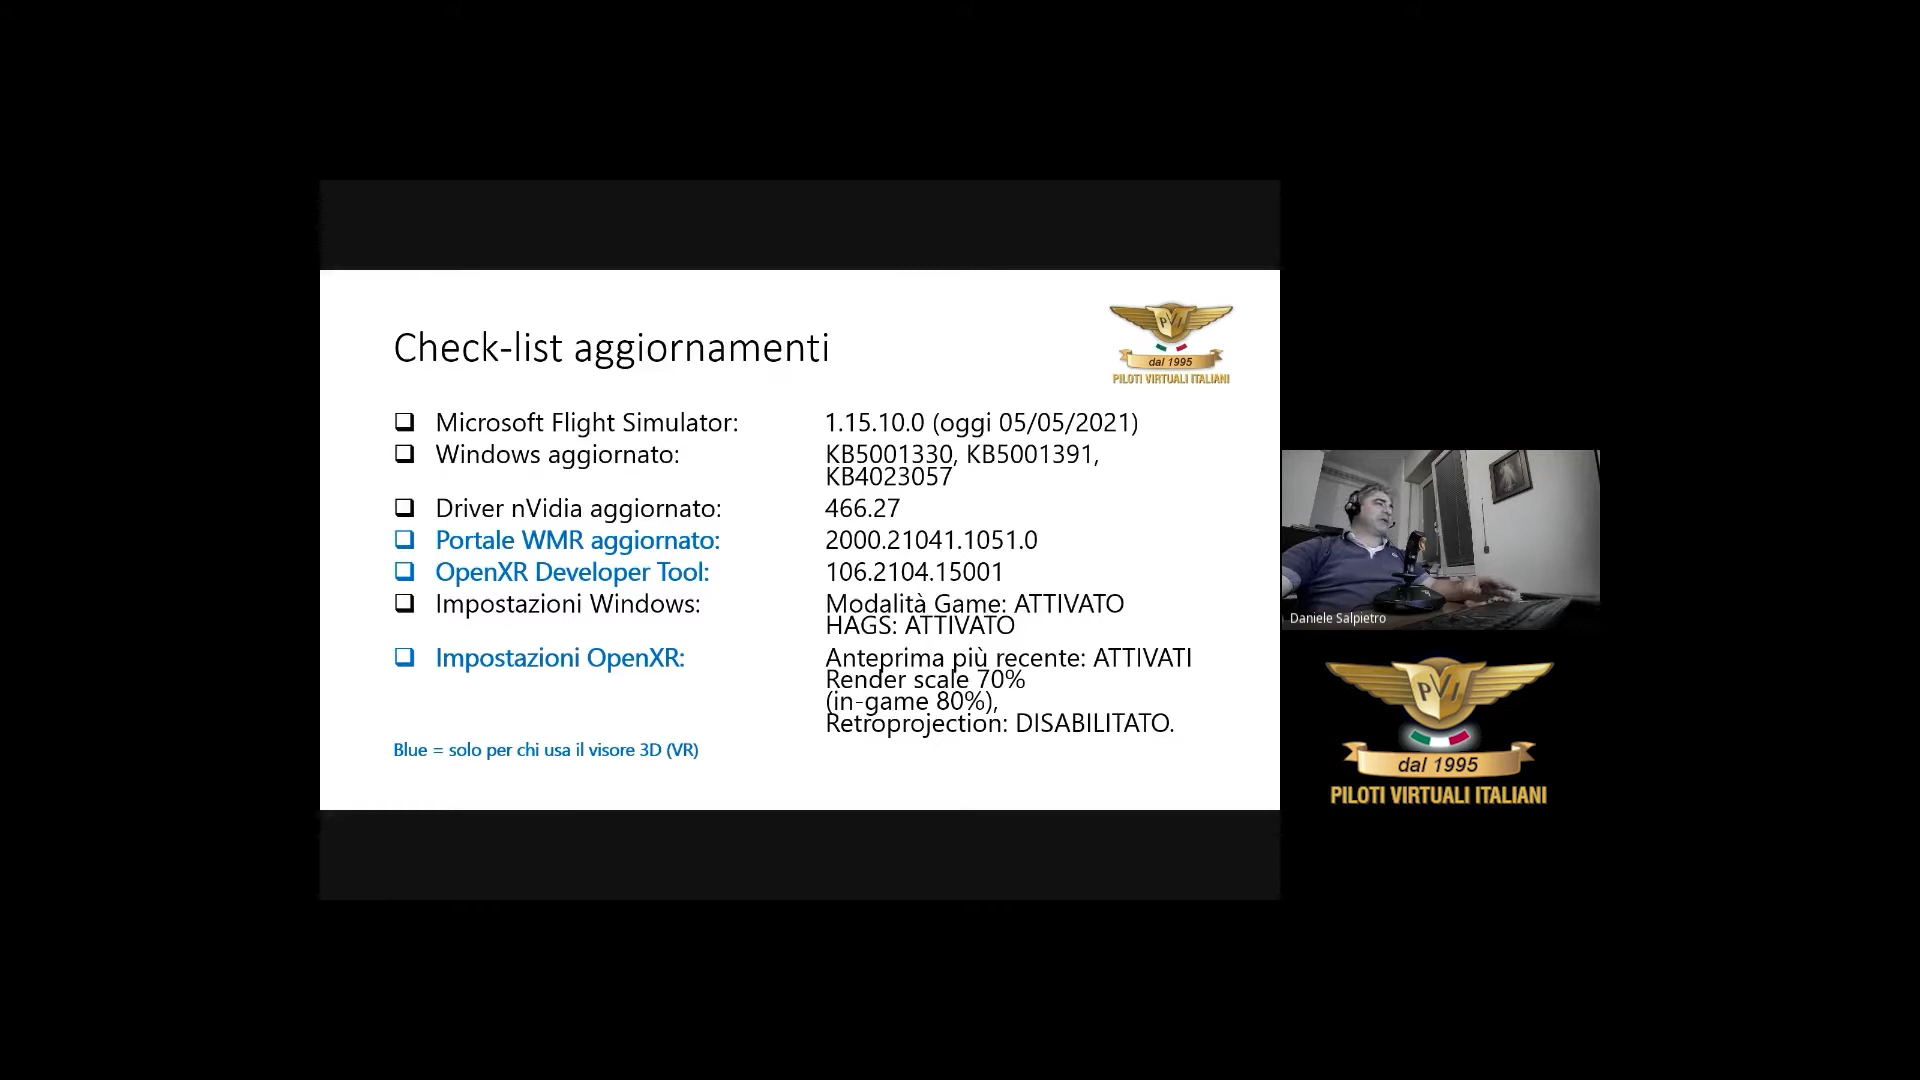 Check-list aggiornamenti
PVI
dal 1995
PILOTI VIRTUALI ITALIANI
❑ Microsoft Flight Simulator: 1.15.10.0 (oggi 05/05/2021)
❑ Windows aggiornato: KB5001330, KB5001391,
KB4023057
❑ Driver nVidia aggiornato: 466.27
❑ Portale WMR aggiornato: 2000.21041.1051.0
❑ OpenXR Developer Tool: 106.2104.15001
❑ Impostazioni Windows: Modalità Game: ATTIVATO
HAGS: ATTIVATO
❑ Impostazioni OpenXR: Anteprima più recente: ATTIVATI
Render scale 70%
(in-game 80%),
Retroprojection: DISABILITATO.
Blue = solo per chi usa il visore 3D (VR)
Daniele Salpietro
PVI
dal 1995
PILOTI VIRTUALI ITALIANI